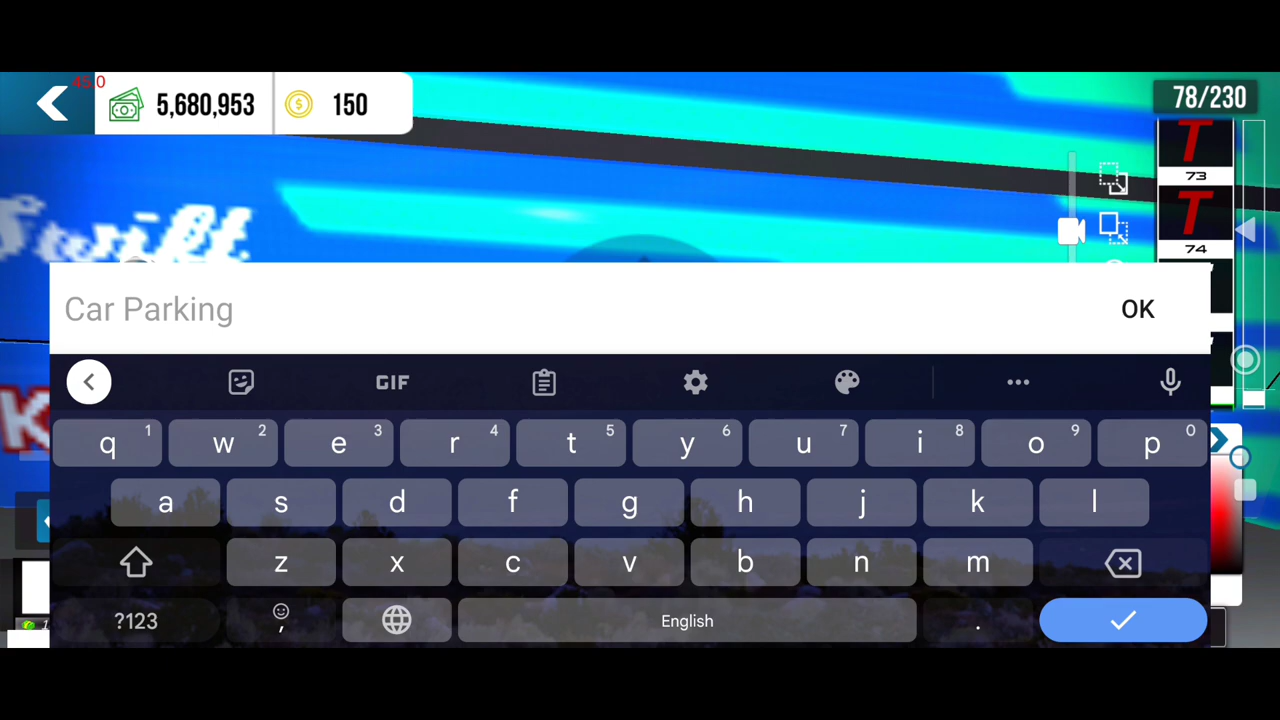 45.0
5,680,953
150
78/230
T
73
T
74
Swift
Car Parking
OK
K
GIF
q 1 w 2 e 3 r 4 t 5 y 6 u 7 i 8 o 9 p 0
a s d f g h j k l
z x c v b n m
?123 , English .